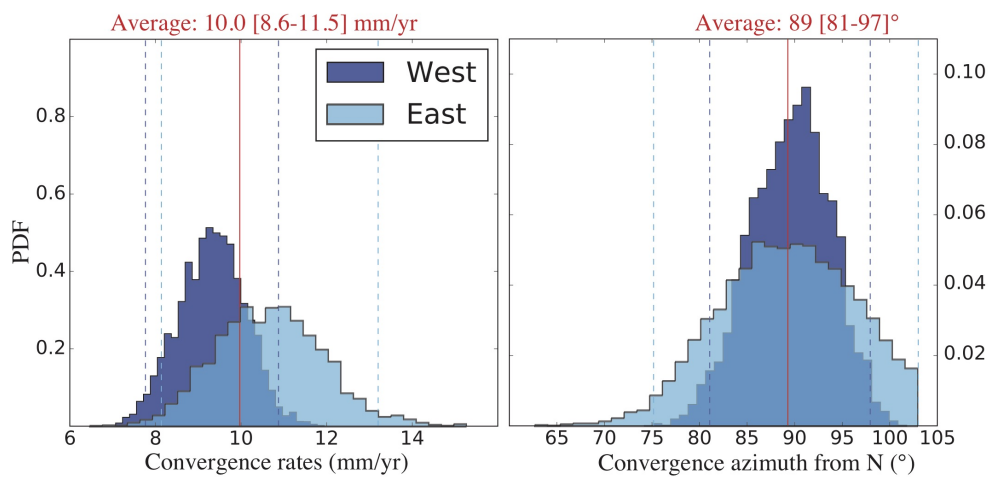 Average: 10.0 [8.6-11.5] mm/yr
Average: 89 [81-97]°
West
East
PDF
0.8
0.6
0.4
0.2
6 8 10 12 14
Convergence rates (mm/yr)
0.10
0.08
0.06
0.04
0.02
65 70 75 80 85 90 95 100 105
Convergence azimuth from N (°)